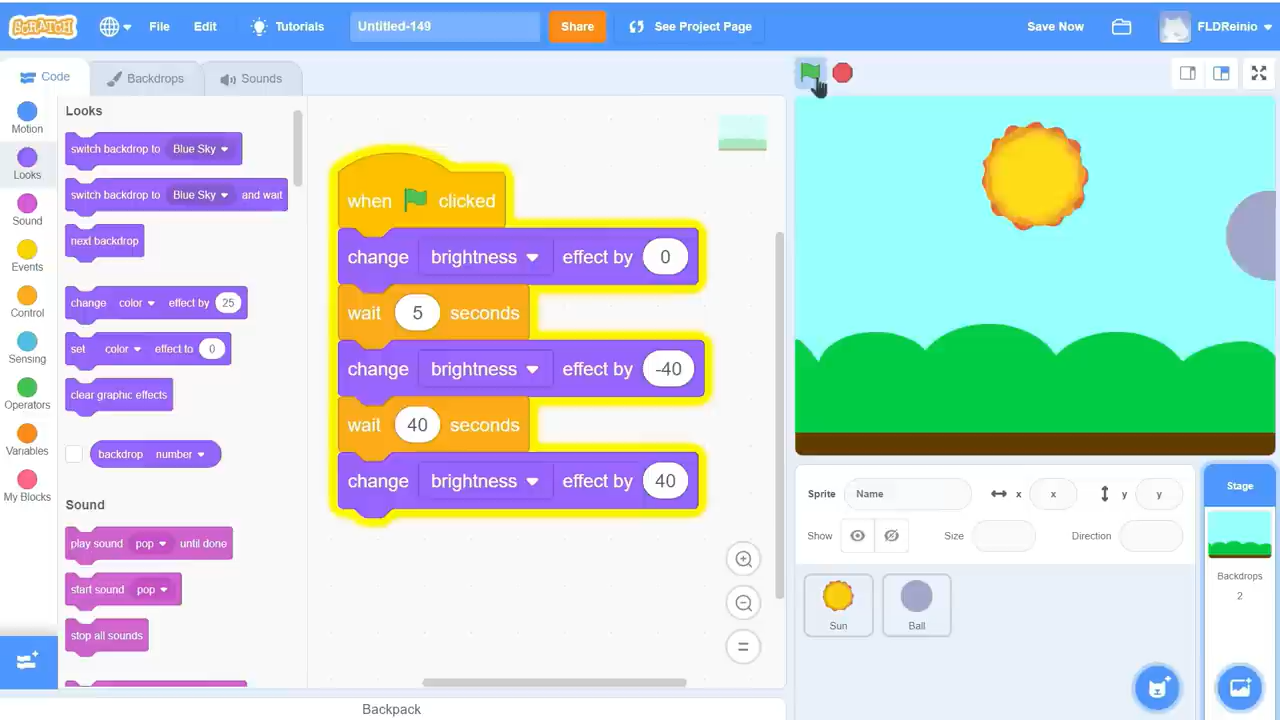 SCRATCH
File
Edit
Tutorials
Untitled-149
Share
See Project Page
Save Now
FLDReinio
Code
Backdrops
Sounds
Motion
Looks
Sound
Events
Control
Sensing
Operators
Variables
My Blocks
Looks
switch backdrop to Blue Sky
switch backdrop to Blue Sky and wait
next backdrop
change color effect by 25
set color effect to 0
clear graphic effects
backdrop number
Sound
play sound pop until done
start sound pop
stop all sounds
when clicked
change brightness effect by 0
wait 5 seconds
change brightness effect by -40
wait 40 seconds
change brightness effect by 40
Backpack
Sprite Name x x y y
Show Size Direction
Sun
Ball
Stage
Backdrops
2